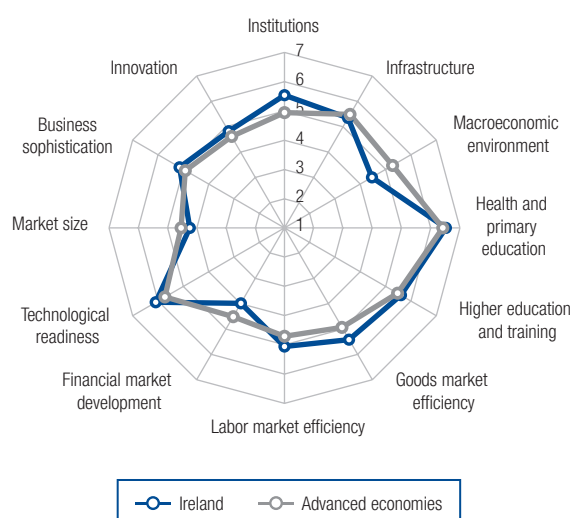 Institutions
7
6
5
4
3
2
1
Innovation
Infrastructure
Business
sophistication
Macroeconomic
environment
Market size
Health and
primary
education
Technological
readiness
Higher education
and training
Financial market
development
Goods market
efficiency
Labor market efficiency
Ireland
Advanced economies